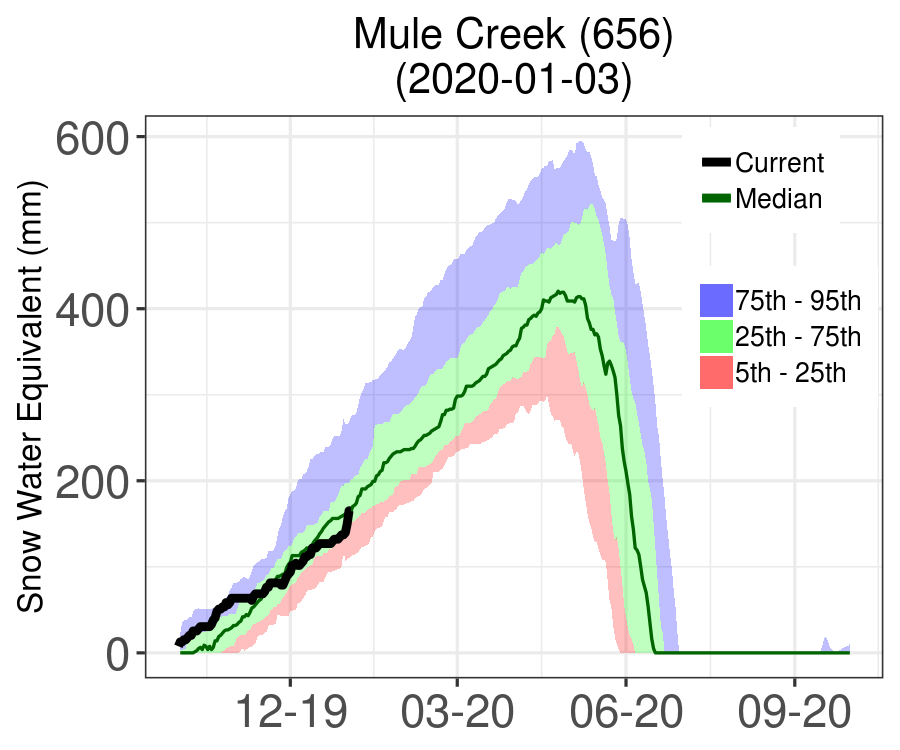 Mule Creek (656)
(2020-01-03)
Snow Water Equivalent (mm)
600
400
200
0
12-19
03-20
06-20
09-20
Current
Median
75th - 95th
25th - 75th
5th - 25th